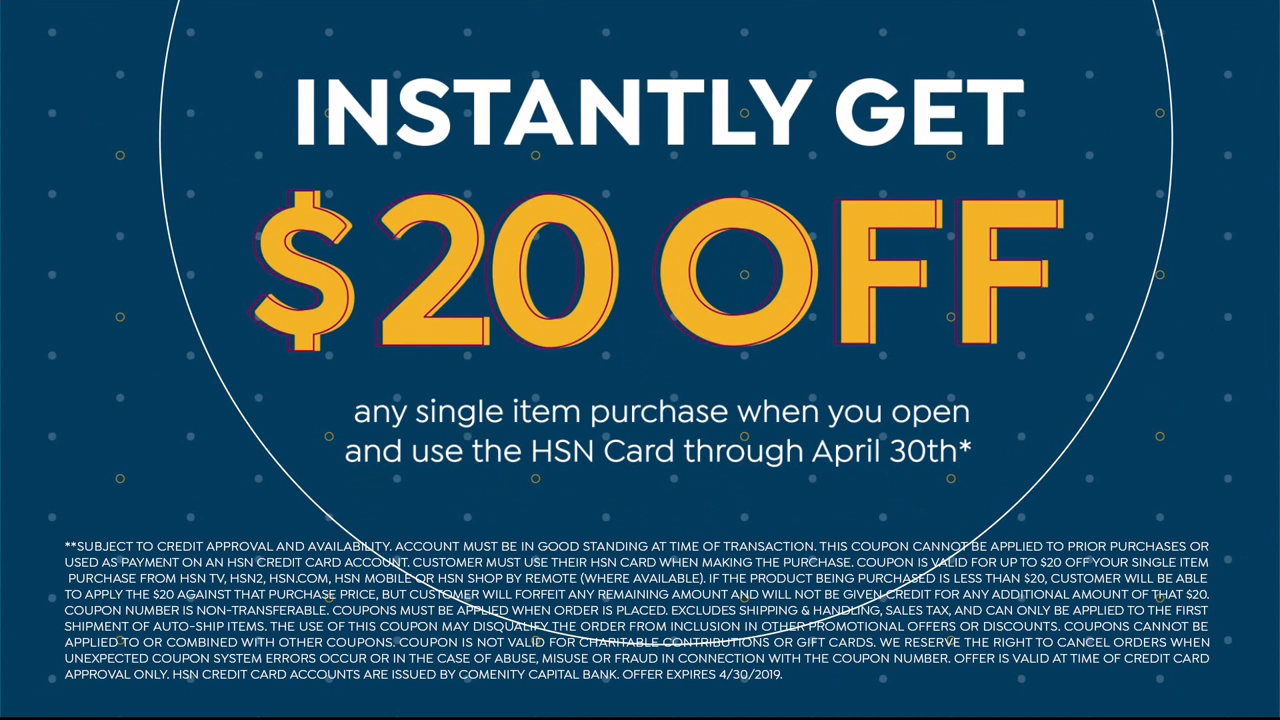 INSTANTLY GET
$20 OFF
any single item purchase when you open
and use the HSN Card through April 30th*
**SUBJECT TO CREDIT APPROVAL AND AVAILABILITY. ACCOUNT MUST BE IN GOOD STANDING AT TIME OF TRANSACTION. THIS COUPON CANNOT BE APPLIED TO PRIOR PURCHASES OR
USED AS PAYMENT ON AN HSN CREDIT CARD ACCOUNT. CUSTOMER MUST USE THEIR HSN CARD WHEN MAKING THE PURCHASE. COUPON IS VALID FOR UP TO $20 OFF YOUR SINGLE ITEM
PURCHASE FROM HSN TV, HSN2, HSN.COM, HSN MOBILE OR HSN SHOP BY REMOTE (WHERE AVAILABLE). IF THE PRODUCT BEING PURCHASED IS LESS THAN $20, CUSTOMER WILL BE ABLE
TO APPLY THE $20 AGAINST THAT PURCHASE PRICE, BUT CUSTOMER WILL FORFEIT ANY REMAINING AMOUNT AND WILL NOT BE GIVEN CREDIT FOR ANY ADDITIONAL AMOUNT OF THAT $20.
COUPON NUMBER IS NON-TRANSFERABLE. COUPONS MUST BE APPLIED WHEN ORDER IS PLACED. EXCLUDES SHIPPING & HANDLING, SALES TAX, AND CAN ONLY BE APPLIED TO THE FIRST
SHIPMENT OF AUTO-SHIP ITEMS. THE USE OF THIS COUPON MAY DISQUALIFY THE ORDER FROM INCLUSION IN OTHER PROMOTIONAL OFFERS OR DISCOUNTS. COUPONS CANNOT BE
APPLIED TO OR COMBINED WITH OTHER COUPONS. COUPON IS NOT VALID FOR CHARITABLE CONTRIBUTIONS OR GIFT CARDS. WE RESERVE THE RIGHT TO CANCEL ORDERS WHEN
UNEXPECTED COUPON SYSTEM ERRORS OCCUR OR IN THE CASE OF ABUSE, MISUSE OR FRAUD IN CONNECTION WITH THE COUPON NUMBER. OFFER IS VALID AT TIME OF CREDIT CARD
APPROVAL ONLY. HSN CREDIT CARD ACCOUNTS ARE ISSUED BY COMENITY CAPITAL BANK. OFFER EXPIRES 4/30/2019.